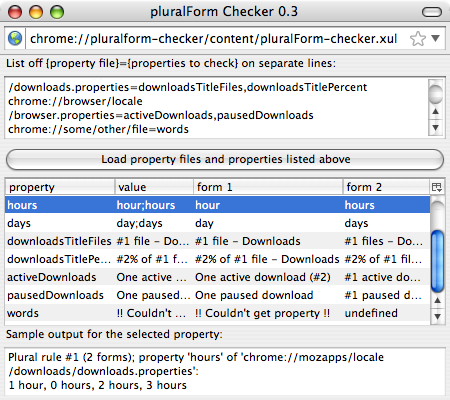 pluralForm Checker 0.3
chrome://pluralform-checker/content/pluralForm-checker.xul
List off {property file}={properties to check} on separate lines:
/downloads.properties=downloadsTitleFiles,downloadsTitlePercent
chrome://browser/locale
/browser.properties=activeDownloads,pausedDownloads
chrome://some/other/file=words
Load property files and properties listed above
property value form 1 form 2
hours hour;hours hour hours
days day;days day days
downloadsTitleFiles #1 file - Do... #1 file - Downloads #1 files - Do...
downloadsTitlePe... #2% of #1 f... #2% of #1 file - Downloads #2% of #1 fil...
activeDownloads One active ... One active download (#2) #1 active do...
pausedDownloads One paused... One paused download #1 paused d...
words !! Couldn't ... !! Couldn't get property !! undefined
Sample output for the selected property:
Plural rule #1 (2 forms); property 'hours' of 'chrome://mozapps/locale
/downloads/downloads.properties':
1 hour, 0 hours, 2 hours, 3 hours